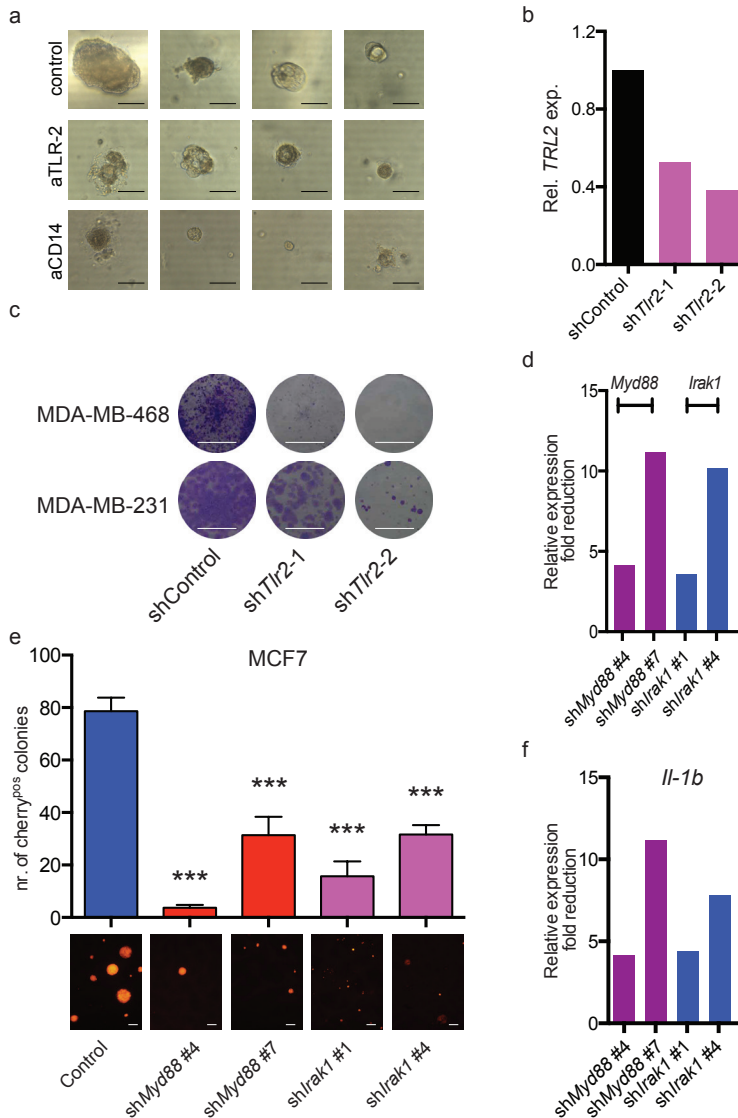 a
control
aTLR-2
aCD14
b
Rel. TRL2 exp.
1.2
0.8
0.4
0.0
shControl
shTlr2-1
shTlr2-2
c
MDA-MB-468
MDA-MB-231
shControl
shTlr2-1
shTlr2-2
d
Myd88 Irak1
Relative expression
fold reduction
15
10
5
0
shMyd88 #4
shMyd88 #7
shIrak1 #1
shIrak1 #4
e
MCF7
nr. of cherrypos colonies
100
80
60
40
20
0
***
***
***
***
Control
shMyd88 #4
shMyd88 #7
shIrak1 #1
shIrak1 #4
f
Il-1b
Relative expression
fold reduction
15
10
5
0
shMyd88 #4
shMyd88 #7
shIrak1 #1
shIrak1 #4